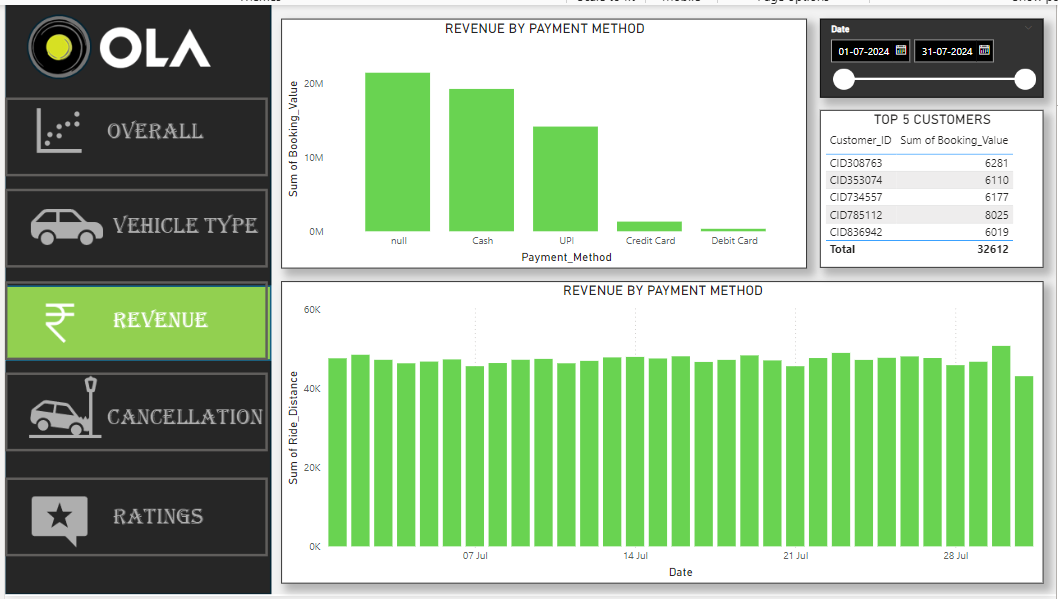 OLA
OVERALL
VEHICLE TYPE
₹
REVENUE
CANCELLATION
RATINGS
REVENUE BY PAYMENT METHOD
Sum of Booking_Value
20M
10M
0M
null Cash UPI Credit Card Debit Card
Payment_Method
Date
01-07-2024 31-07-2024
TOP 5 CUSTOMERS
Customer_ID Sum of Booking_Value
CID308763 6281
CID353074 6110
CID734557 6177
CID785112 8025
CID836942 6019
Total 32612
REVENUE BY PAYMENT METHOD
Sum of Ride_Distance
60K
40K
20K
0K
07 Jul 14 Jul 21 Jul 28 Jul
Date